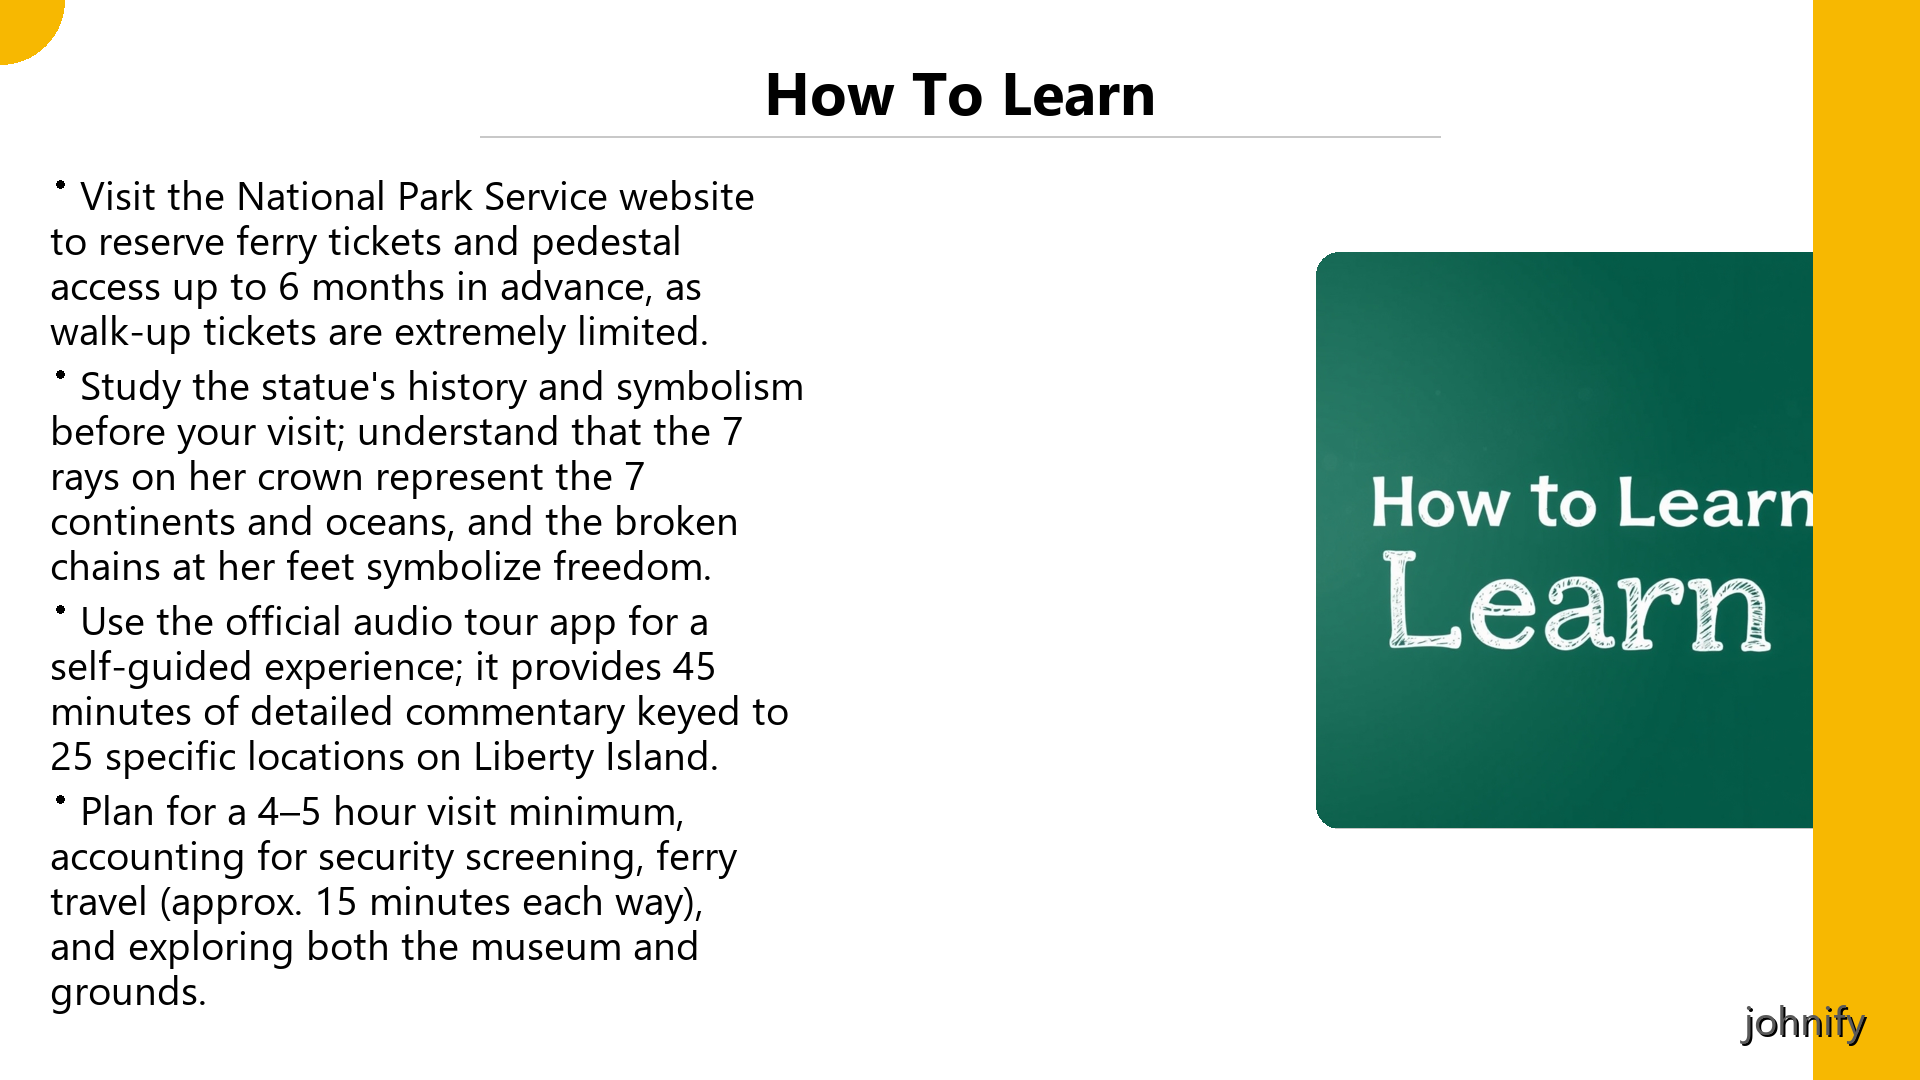 How To Learn
• Visit the National Park Service website
to reserve ferry tickets and pedestal
access up to 6 months in advance, as
walk-up tickets are extremely limited.
• Study the statue's history and symbolism
before your visit; understand that the 7
rays on her crown represent the 7
continents and oceans, and the broken
chains at her feet symbolize freedom.
• Use the official audio tour app for a
self-guided experience; it provides 45
minutes of detailed commentary keyed to
25 specific locations on Liberty Island.
• Plan for a 4–5 hour visit minimum,
accounting for security screening, ferry
travel (approx. 15 minutes each way),
and exploring both the museum and
grounds.
How to Learn
Learn
johnify